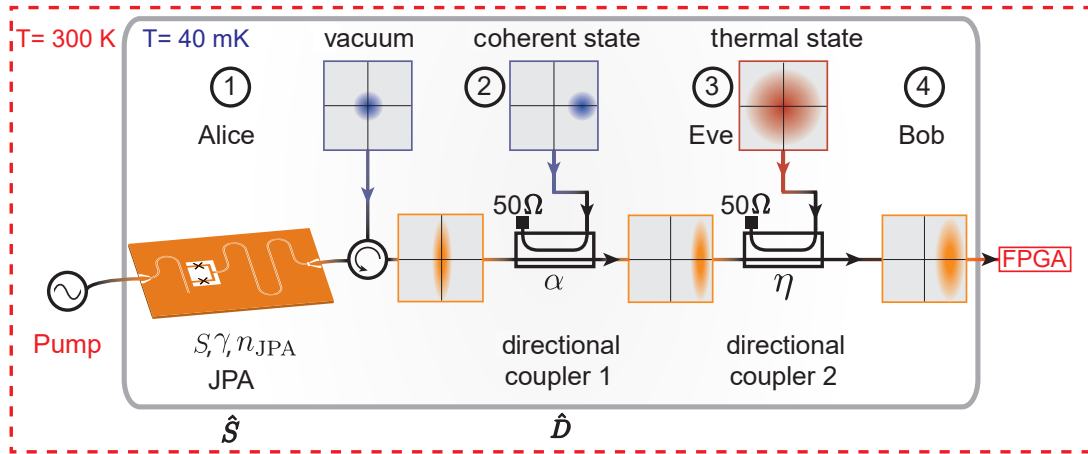 T= 300 K
T= 40 mK
vacuum
coherent state
thermal state
1
2
3
4
Alice
Eve
Bob
50Ω
50Ω
α
η
FPGA
Pump
S,γ,n_JPA
JPA
directional
coupler 1
directional
coupler 2
Ŝ
D̂